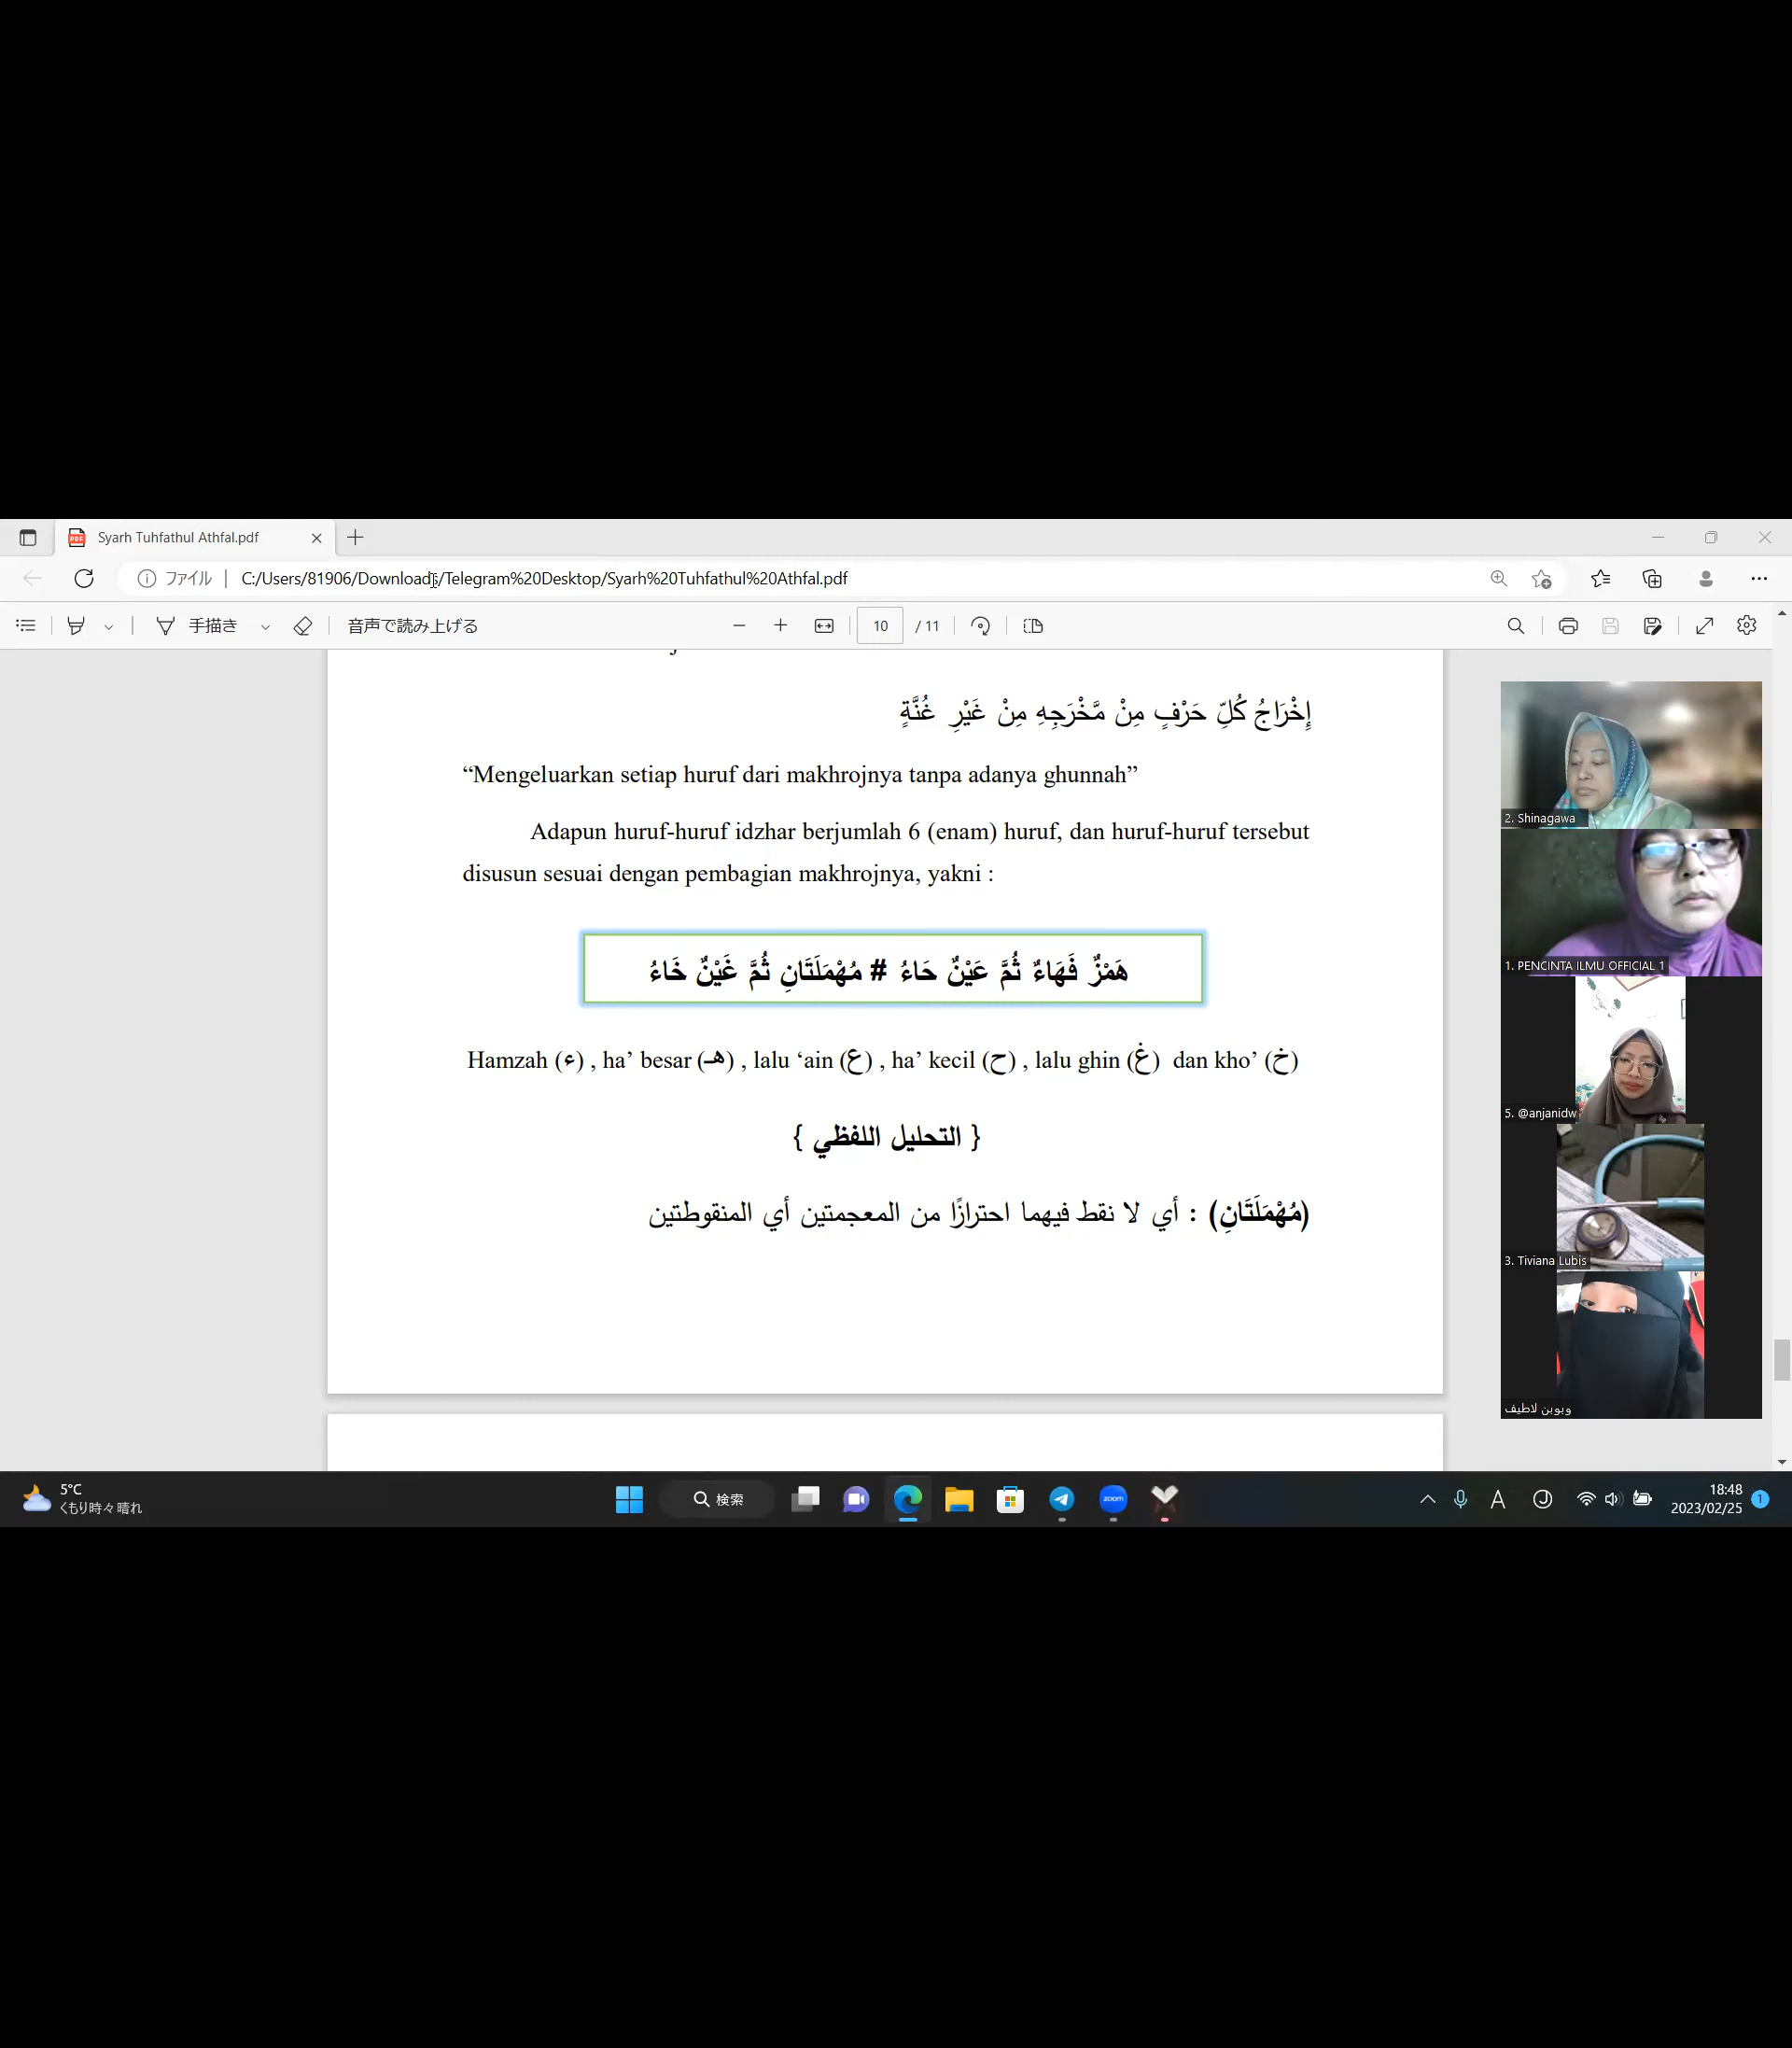 Syarh Tuhfathul Athfal.pdf
ファイル | C:/Users/81906/Downloads/Telegram%20Desktop/Syarh%20Tuhfathul%20Athfal.pdf
手描き 音声で読み上げる 10 / 11
إِخْرَاجُ كُلِّ حَرْفٍ مِنْ مَّخْرَجِهِ مِنْ غَيْرِ غُنَّةٍ
“Mengeluarkan setiap huruf dari makhrojnya tanpa adanya ghunnah”
Adapun huruf-huruf idzhar berjumlah 6 (enam) huruf, dan huruf-huruf tersebut
disusun sesuai dengan pembagian makhrojnya, yakni :
هَمْزٌ فَهَاءٌ ثُمَّ عَيْنٌ حَاءُ # مُهْمَلَتَانِ ثُمَّ غَيْنٌ خَاءُ
Hamzah (ء) , ha’ besar (هـ) , lalu ‘ain (ع) , ha’ kecil (ح) , lalu ghin (غ) dan kho’ (خ)
{ التحليل اللفظي }
(مُهْمَلَتَانِ) : أي لا نقط فيهما احترازًا من المعجمتين أي المنقوطتين
2. Shinagawa
1. PENCINTA ILMU OFFICIAL 1
5. @anjanidw
3. Tiviana Lubis
ويوين لاطيف
5°C
くもり時々晴れ
検索
zoom
A
18:48
2023/02/25
1